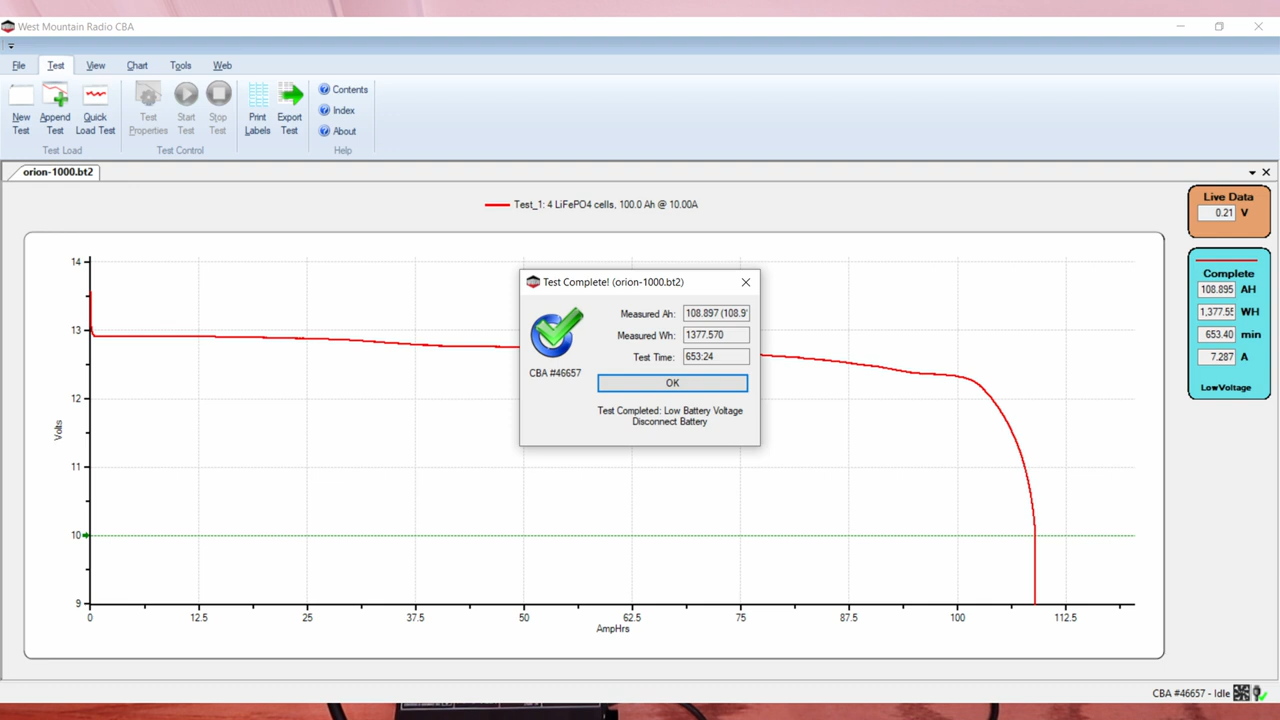 West Mountain Radio CBA
File Test View Chart Tools Web
New Test
Append Test
Quick Load Test
Test Load
Test Properties
Start Test
Stop Test
Test Control
Print Labels
Export Test
Contents
Index
About
Help
orion-1000.bt2
Test_1: 4 LiFePO4 cells, 100.0 Ah @ 10.00A
Live Data
0.21 V
Complete
108.895 AH
1,377.55 WH
653.40 min
7.287 A
LowVoltage
Test Complete! (orion-1000.bt2)
Measured Ah: 108.897 (108.9
Measured Wh: 1377.570
Test Time: 653:24
CBA #46657
OK
Test Completed: Low Battery Voltage
Disconnect Battery
Volts
14
13
12
11
10
9
0 12.5 25 37.5 50 62.5 75 87.5 100 112.5
AmpHrs
CBA #46657 - Idle